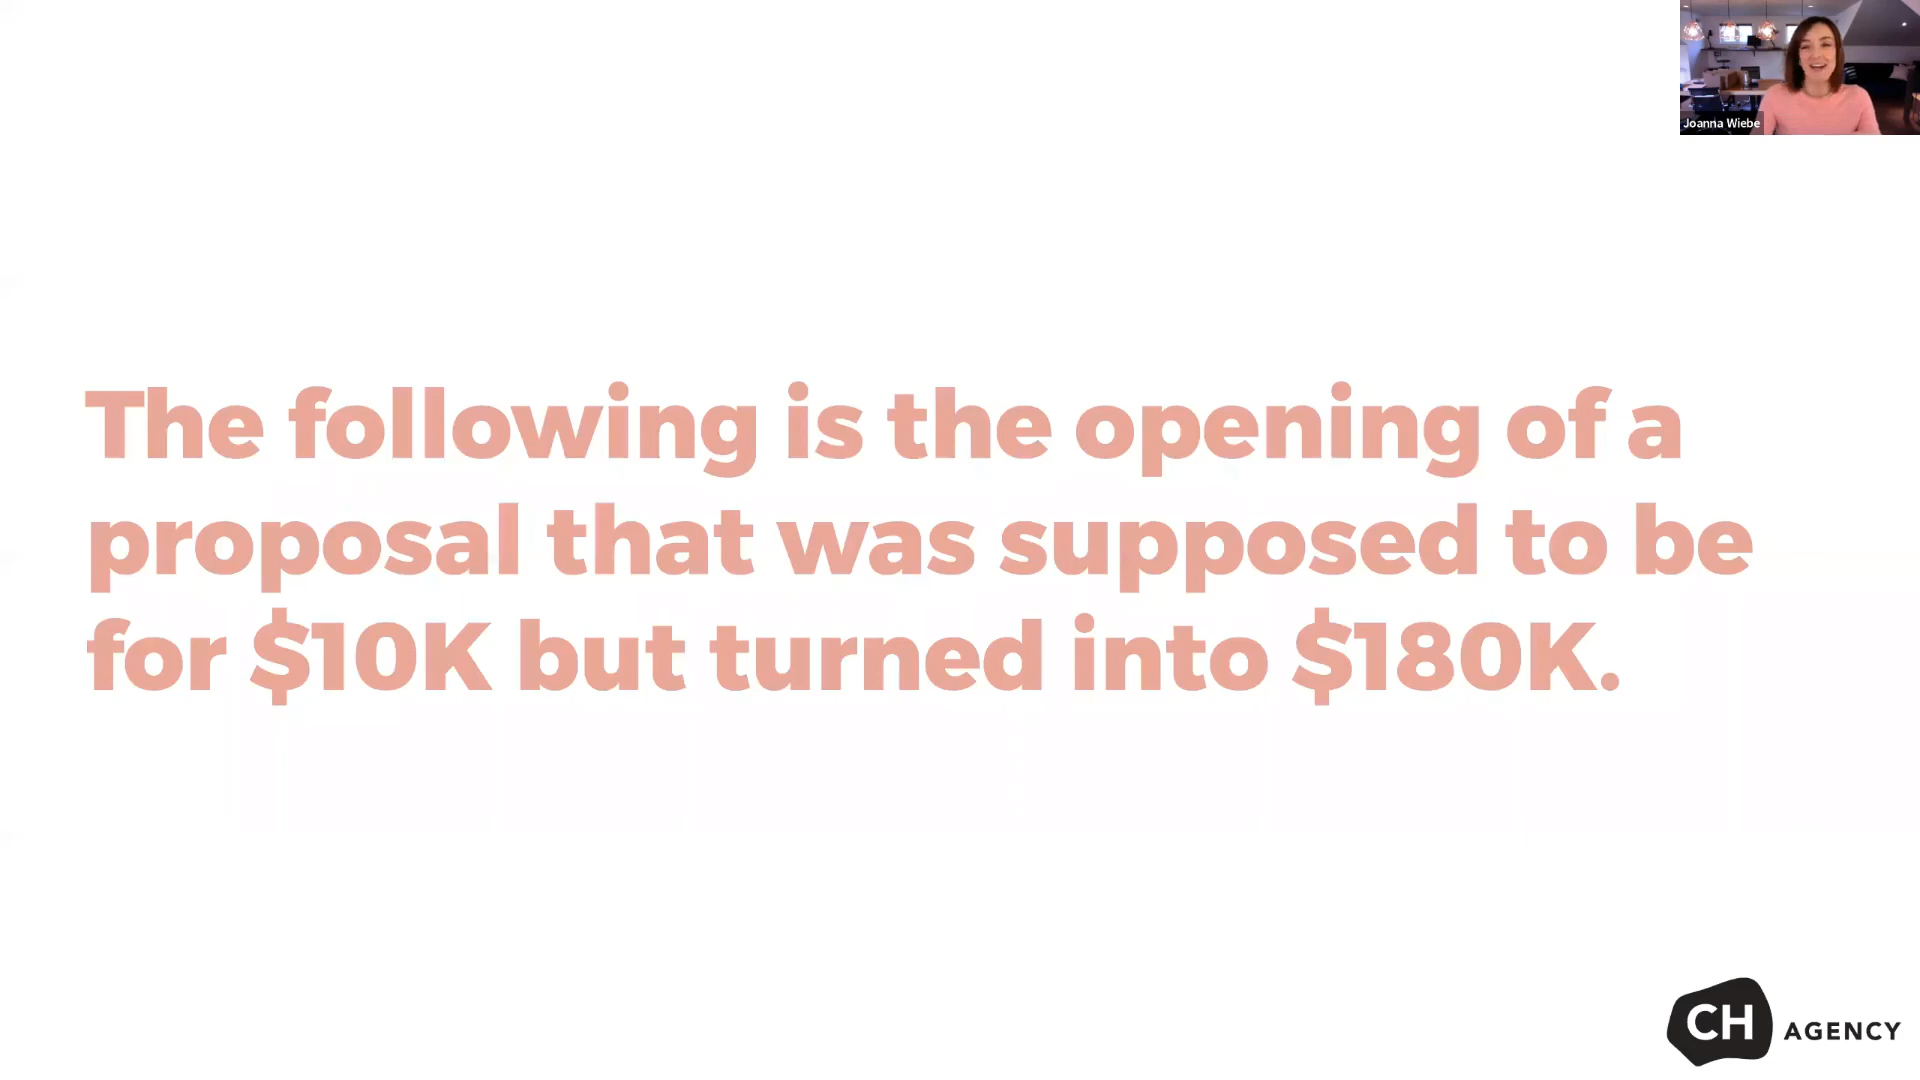 Joanna Wiebe
The following is the opening of a
proposal that was supposed to be
for $10K but turned into $180K.
CH AGENCY